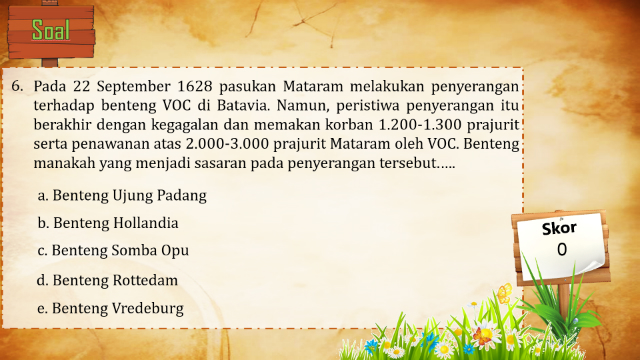 Soal
6. Pada 22 September 1628 pasukan Mataram melakukan penyerangan
terhadap benteng VOC di Batavia. Namun, peristiwa penyerangan itu
berakhir dengan kegagalan dan memakan korban 1.200-1.300 prajurit
serta penawanan atas 2.000-3.000 prajurit Mataram oleh VOC. Benteng
manakah yang menjadi sasaran pada penyerangan tersebut.....
a. Benteng Ujung Padang
b. Benteng Hollandia
c. Benteng Somba Opu
d. Benteng Rottedam
e. Benteng Vredeburg
Skor
0